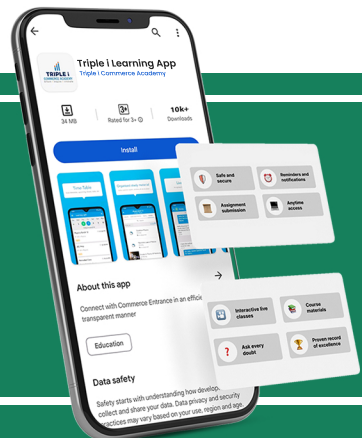 Triple i Learning App
Triple i Commerce Academy
TRIPLE i
COMMERCE ACADEMY
34 MB
3+
Rated for 3+
10k+
Downloads
Install
Safe and
secure
Reminders and
notifications
Assignment
submission
Anytime
access
Time Table
About this app
Connect with Commerce Entrance in an
transparent manner
Education
Interactive live
classes
Course
materials
Ask every
doubt
Proven record
of excellence
Data safety
Safety starts with understanding how
collect and share your data. Data privacy and security
practices may vary based on your use, region and age.